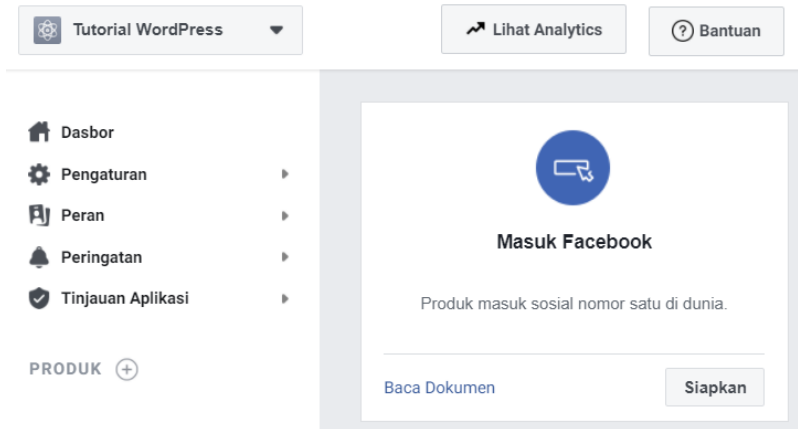 Tutorial WordPress
Lihat Analytics
Bantuan
Dasbor
Pengaturan
Peran
Peringatan
Tinjauan Aplikasi
PRODUK
Masuk Facebook
Produk masuk sosial nomor satu di dunia.
Baca Dokumen
Siapkan